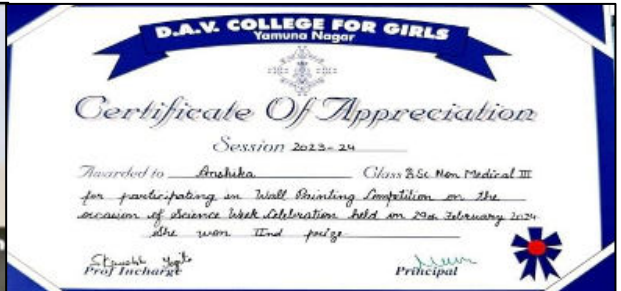 D.A.V. COLLEGE FOR GIRLS
Yamuna Nagar
Certificate Of Appreciation
Session 2023-24
Awarded to Anshika Class BSc Non Medical III
for participating in Wall Painting Competition on the
occasion of Science Week Celebration held on 29th February 2024
She won IInd prize
Prof Incharge Principal